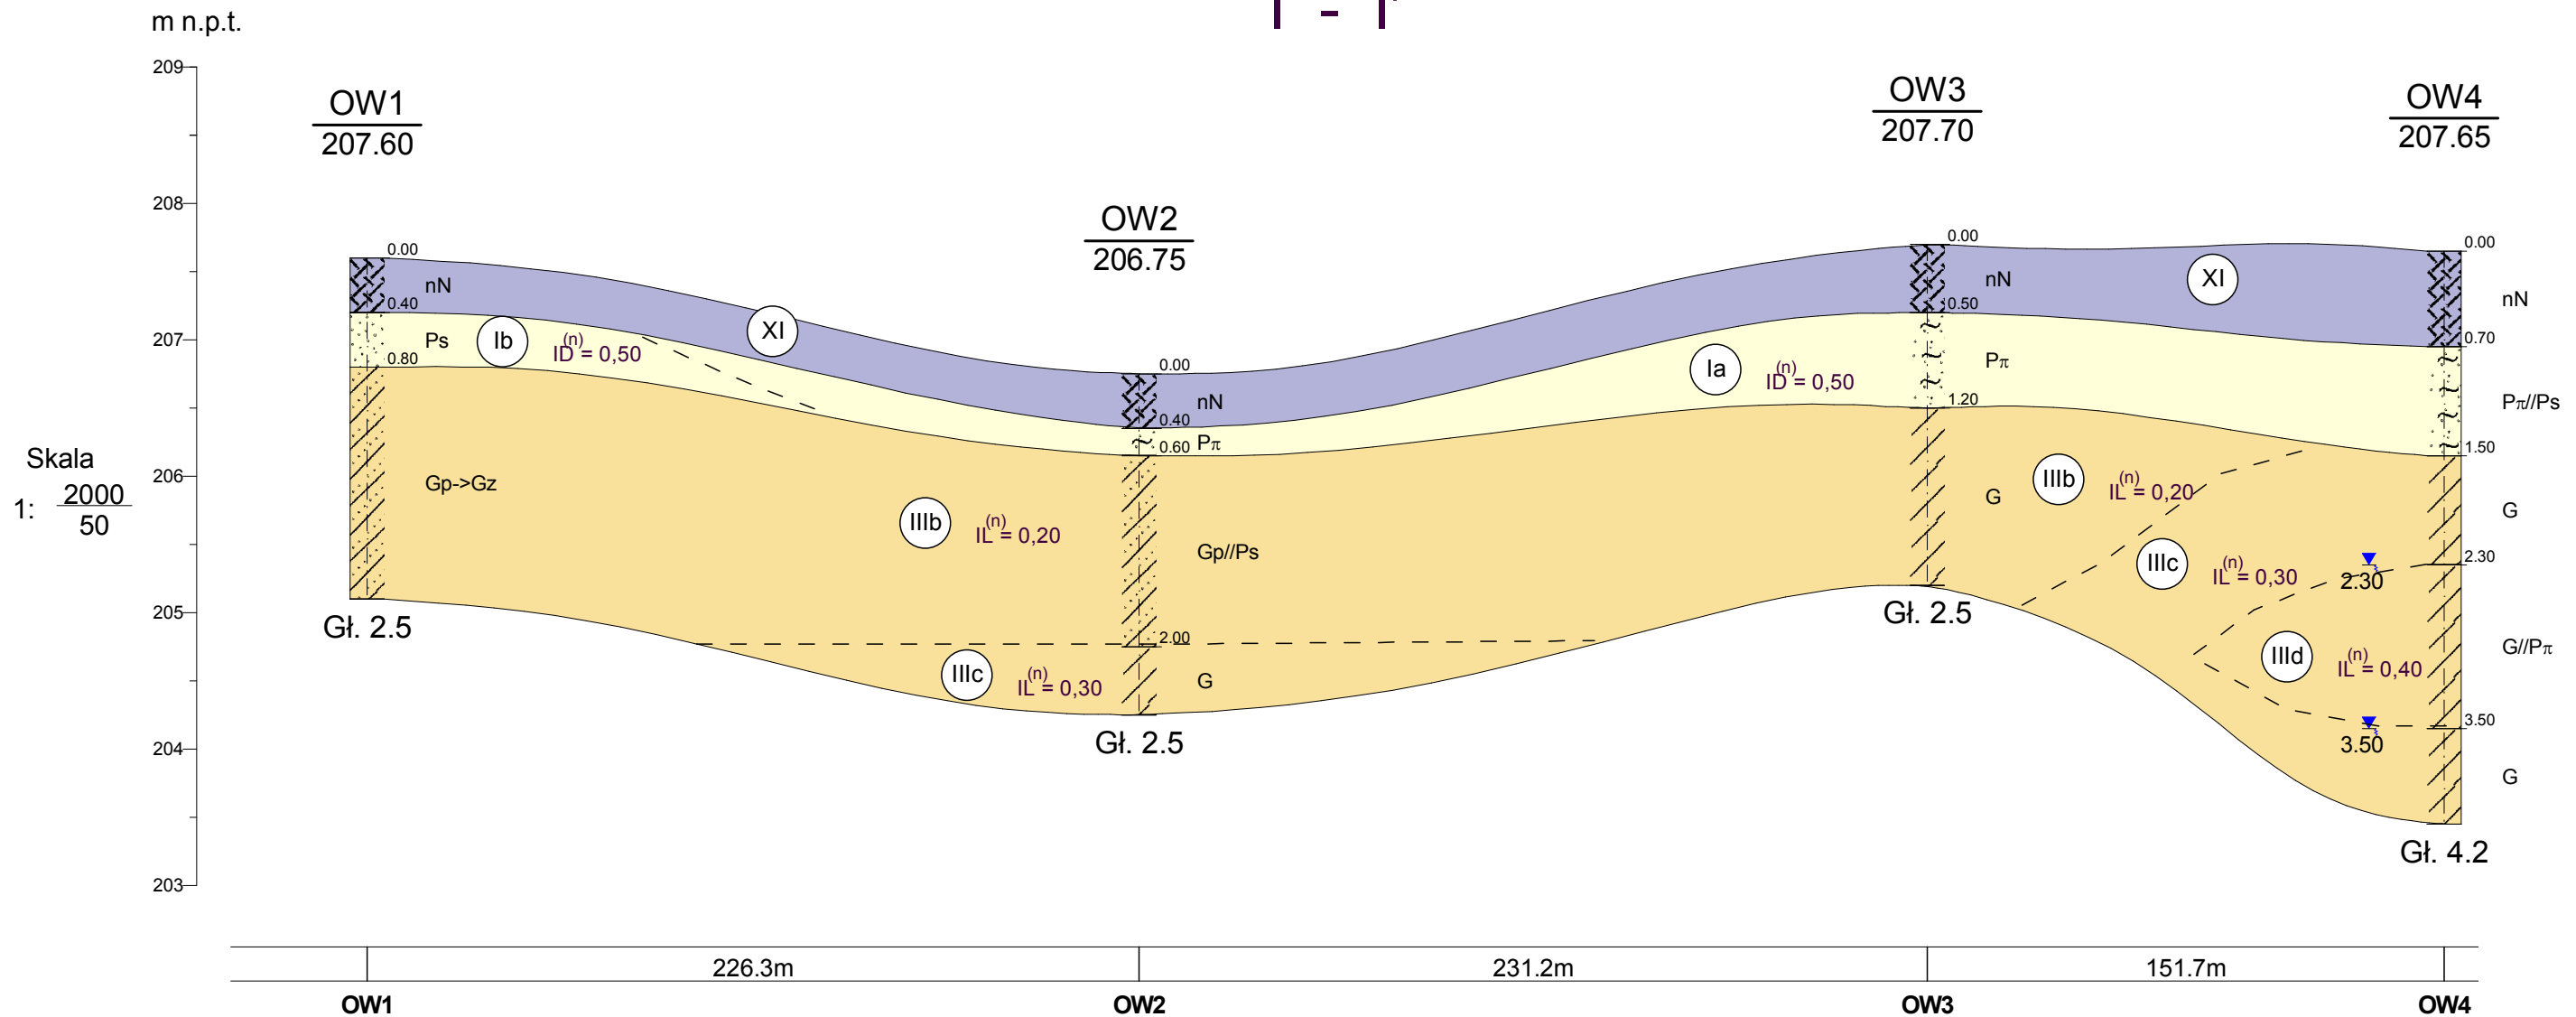 I - I'
m n.p.t.
209
208
207
206
205
204
203
Skala
1: 2000
50
OW1
207.60
OW2
206.75
OW3
207.70
OW4
207.65
0.00
nN
0.40
Ps
0.80
Gp->Gz
Gł. 2.5
Ib
ID(n) = 0,50
XI
0.00
nN
0.40
Pπ
0.60
Gp//Ps
2.00
G
Gł. 2.5
IIIb
IL(n) = 0,20
IIIc
IL(n) = 0,30
Ia
ID(n) = 0,50
0.00
nN
0.50
Pπ
1.20
G
Gł. 2.5
XI
IIIb
IL(n) = 0,20
IIIc
IL(n) = 0,30
IIId
IL(n) = 0,40
2.30
3.50
0.00
nN
0.70
Pπ//Ps
1.50
G
2.30
G//Pπ
3.50
G
Gł. 4.2
226.3m
231.2m
151.7m
OW1
OW2
OW3
OW4